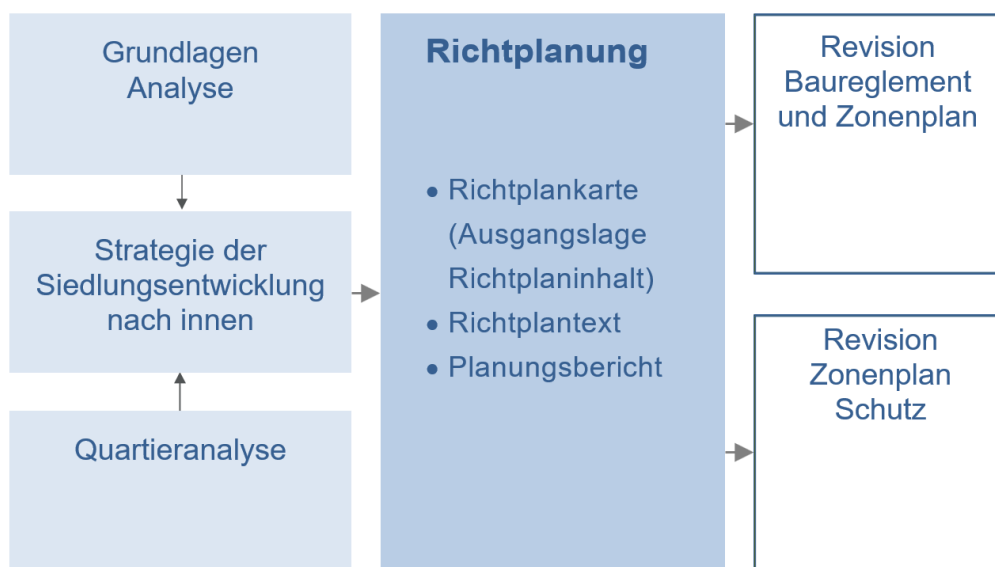 Grundlagen
Analyse
Strategie der
Siedlungsentwicklung
nach innen
Quartieranalyse
Richtplanung
• Richtplankarte
(Ausgangslage
Richtplaninhalt)
• Richtplantext
• Planungsbericht
Revision
Baureglement
und Zonenplan
Revision
Zonenplan
Schutz